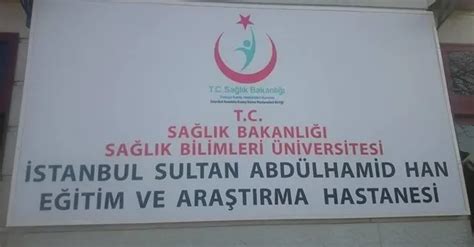 T.C. Sağlık Bakanlığı
T.C.
SAĞLIK BAKANLIĞI
SAĞLIK BİLİMLERİ ÜNİVERSİTESİ
İSTANBUL SULTAN ABDÜLHAMİD HAN
EĞİTİM VE ARAŞTIRMA HASTANESİ